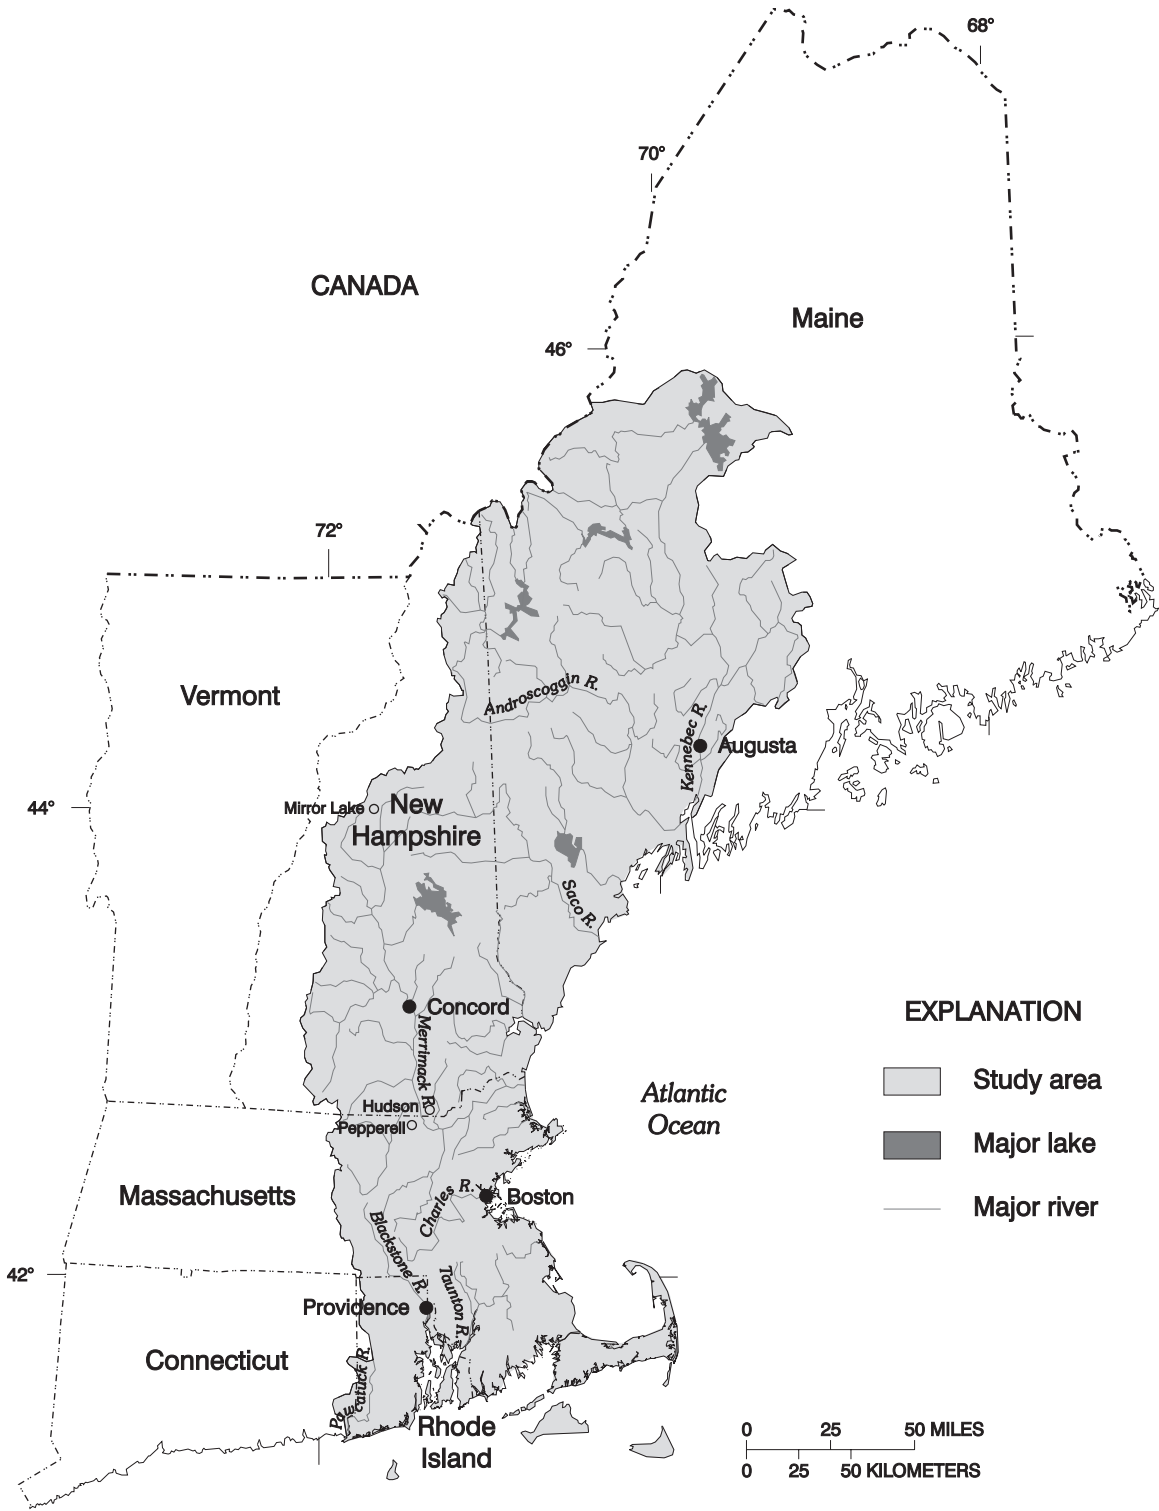 68°
70°
CANADA
Maine
46°
72°
Vermont
Androscoggin R.
Kennebec R.
Augusta
44°
Mirror Lake
New
Hampshire
Saco R.
Concord
Merrimack R.
EXPLANATION
Study area
Major lake
Major river
Atlantic
Ocean
Hudson
Pepperell
Massachusetts
Charles R.
Boston
Blackstone R.
Taunton R.
42°
Providence
Connecticut
Pawcatuck R.
Rhode
Island
0 25 50 MILES
0 25 50 KILOMETERS